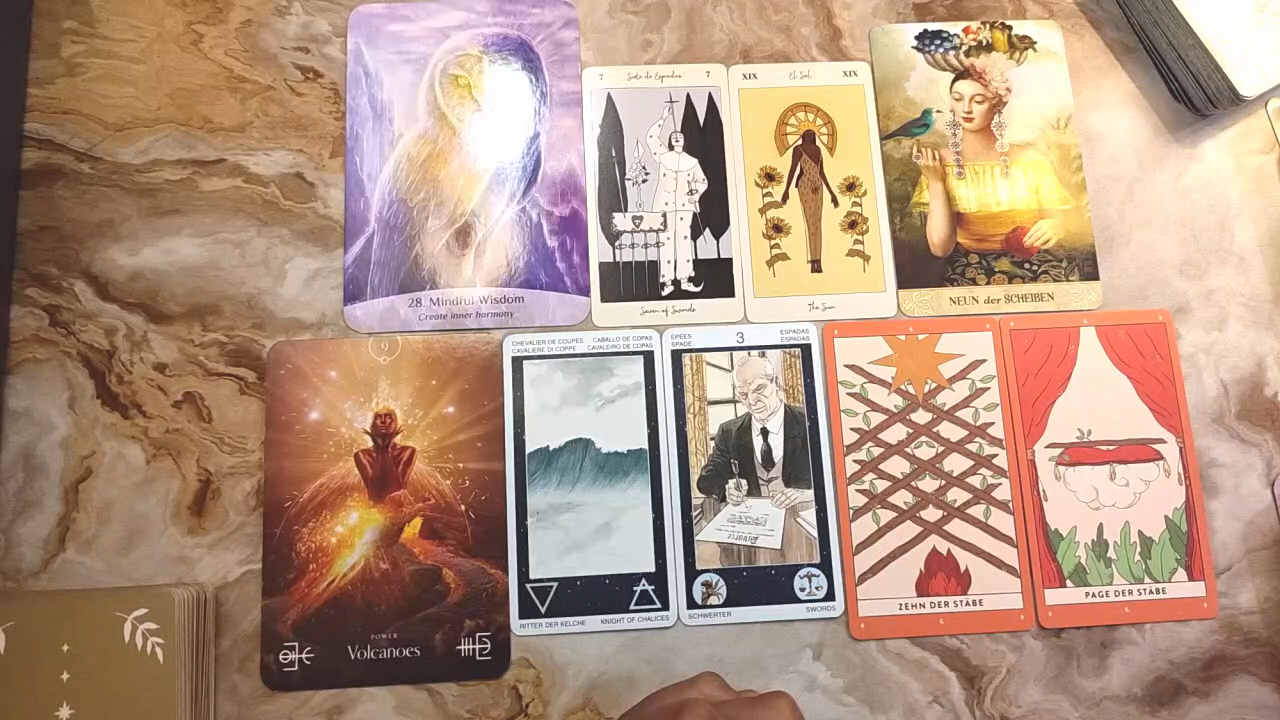 28. Mindful Wisdom
Create inner harmony
7 Siete de Espadas 7
Seven of Swords
XIX El Sol XIX
The Sun
NEUN der SCHEIBEN
9
POWER
Volcanoes
CHEVALIER DE COUPES CABALLO DE COPAS
CAVALIERE DI COPPE CAVALEIRO DE COPAS
RITTER DER KELCHE KNIGHT OF CHALICES
ÉPÉES 3 ESPADAS
SPADE ESPADAS
SCHWERTER SWORDS
ZEHN DER STÄBE
PAGE DER STÄBE